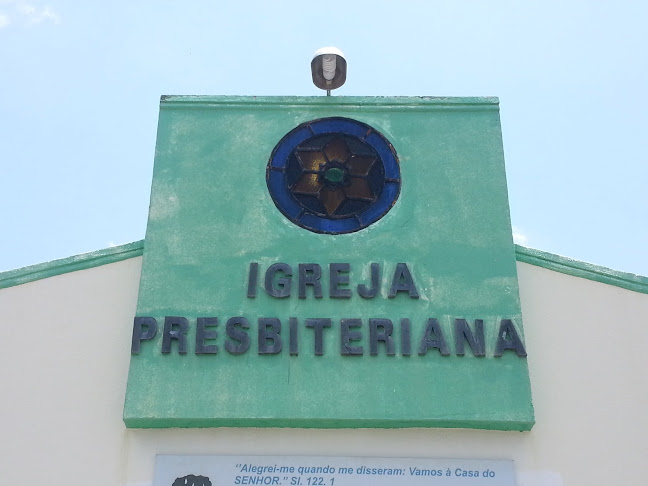 IGREJA
PRESBITERIANA
"Alegrei-me quando me disseram: Vamos à Casa do
SENHOR." Sl. 122. 1